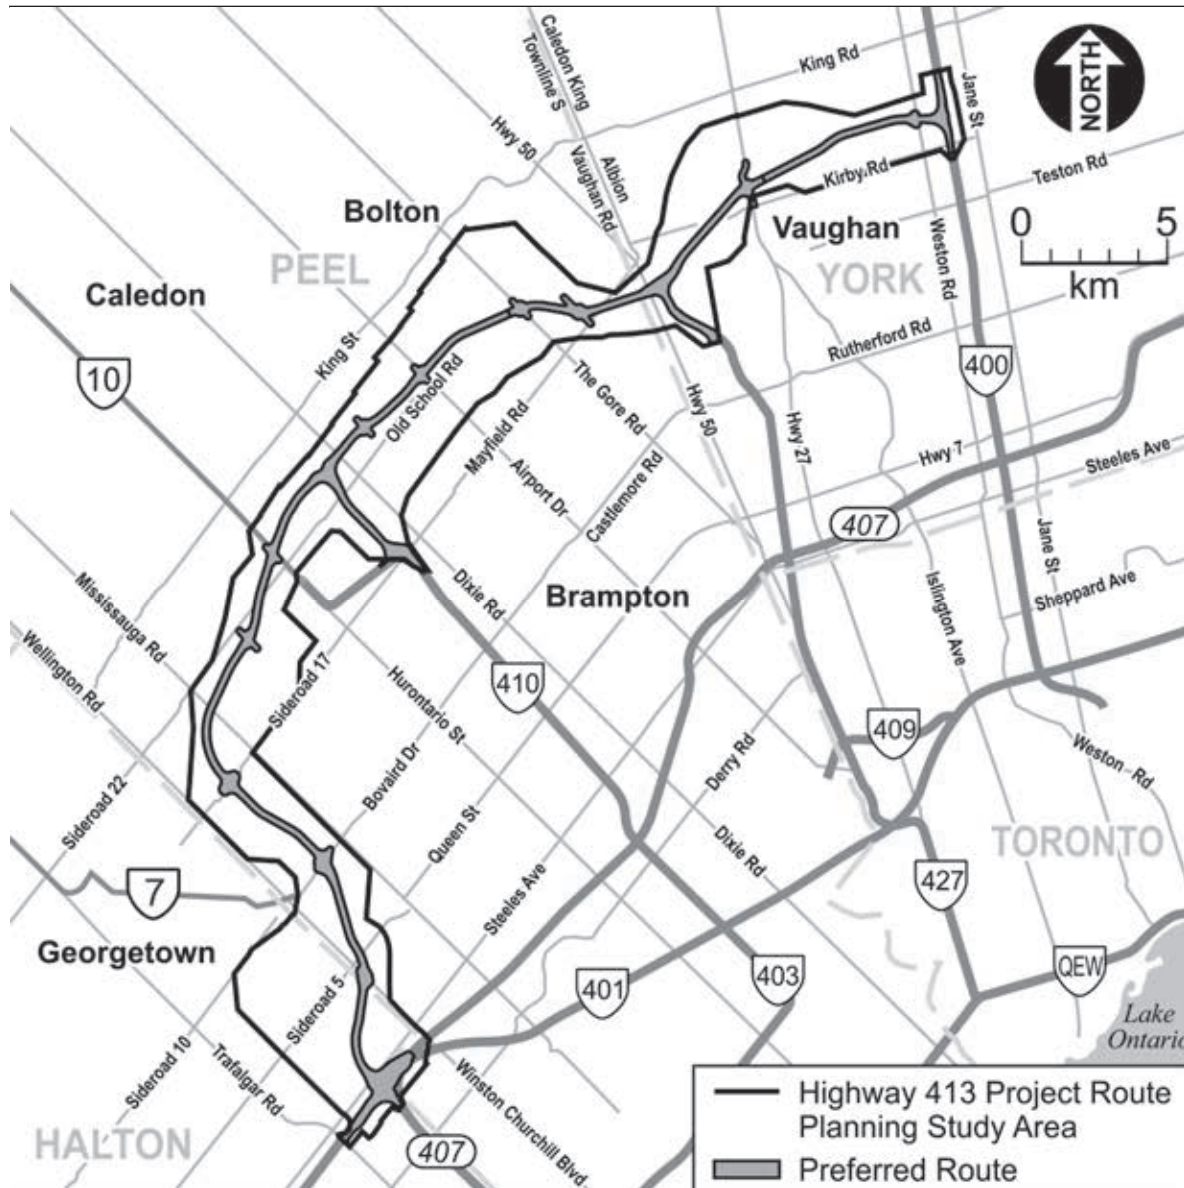 Caledon King
Townline S
King Rd
Jane St
NORTH
Hwy 50
Albion
Vaughan Rd
Kirby Rd
Teston Rd
Bolton
Vaughan
0 5
km
PEEL
YORK
Weston Rd
Caledon
King St
Rutherford Rd
10
Old School Rd
400
The Gore Rd
Hwy 50
Mayfield Rd
Hwy 27
Hwy 7
Steeles Ave
Airport Dr
Castlemore Rd
407
Jane St
Mississauga Rd
Dixie Rd
Brampton
Islington Ave
Sheppard Ave
Wellington Rd
Sideroad 17
Hurontario St
410
409
Weston Rd
Sideroad 22
Bovaird Dr
Derry Rd
Queen St
Dixie Rd
TORONTO
7
Steeles Ave
427
Georgetown
401
403
QEW
Sideroad 5
Lake
Ontario
Sideroad 10
Trafalgar Rd
Winston Churchill Blvd.
HALTON
407
Highway 413 Project Route
Planning Study Area
Preferred Route